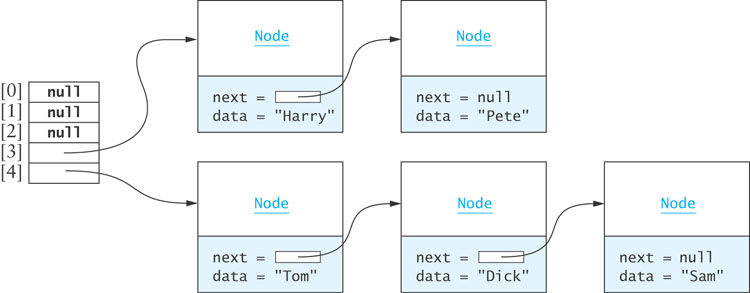 Node
Node
next =
data = "Harry"
next = null
data = "Pete"
[0] null
[1] null
[2] null
[3]
[4]
Node
Node
Node
next =
data = "Tom"
next =
data = "Dick"
next = null
data = "Sam"